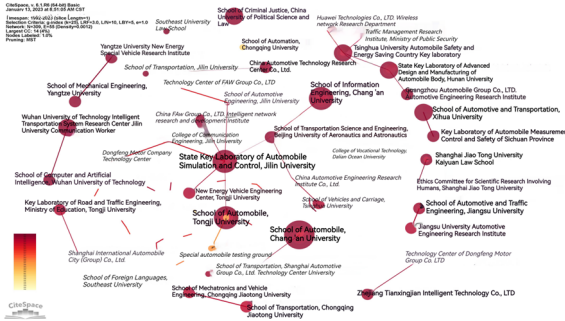 CiteSpace, v. 6.1.R6 (64-bit) Basic
January 13, 2023 at 8:51:05 AM CST
Timespan: 1992-2023 (Slice Length=1)
Selection Criteria: g-index (k=25), LRF=3.0, L/N=10, LBY=5, e=1.0
Network: N=309, E=55 (Density=0.0012)
Largest CC: 14 (4%)
Nodes Labeled: 1.0%
Pruning: MST
Southeast University
Law School
School of Criminal Justice, China
University of Political Science and
Law
Huawei Technologies Co., LTD. Wireless
network Research Department
Traffic Management Research
Institute, Ministry of Public Security
School of Automation,
Chongqing University
Tsinghua University Automobile Safety and
Energy Saving Country Key laboratory
Yangtze University New Energy
Special Vehicle Research Institute
School of Transportation, Jilin University
China Automotive Technology Research
Center Co., Ltd.
State Key Laboratory of Advanced
Design and Manufacturing of
Automobile Body, Hunan University
Technology Center of FAW Group Co., LTD
School of Mechanical Engineering,
Yangtze University
School of Automotive
Engineering, Jilin University
School of Information
Engineering, Chang 'an
University
Guangzhou Automobile Group Co., LTD.
Automotive Engineering Research Institute
School of Automotive and Transportation,
Xihua University
Wuhan University of Technology Intelligent
Transportation System Research Center Jilin
University Communication Worker
China FAW Group Co., LTD. Intelligent network
research and development institute
College of Communication
Engineering, Jilin University
School of Transportation Science and Engineering,
Beijing University of Aeronautics and Astronautics
Key Laboratory of Automobile Measurement,
Control and Safety of Sichuan Province
Dongfeng Motor Company
Technology Center
State Key Laboratory of Automobile
Simulation and Control, Jilin University
College of Vocational Technology,
Dalian Ocean University
Shanghai Jiao Tong University
Kaiyuan Law School
School of Computer and Artificial
Intelligence, Wuhan University of Technology
China Automotive Engineering Research
Institute Co., Ltd.
Ethics Committee for Scientific Research Involving
Humans, Shanghai Jiao Tong University
New Energy Vehicle Engineering
Center, Tongji University
School of Vehicles and Carriage,
Tsinghua University
Key Laboratory of Road and Traffic Engineering,
Ministry of Education, Tongji University
School of Automobile,
Tongji University
School of Automotive and Traffic
Engineering, Jiangsu University
School of Automobile,
Chang 'an University
Jiangsu University Automotive
Engineering Research Institute
Shanghai International Automobile
City (Group) Co., Ltd.
Special automobile testing ground
Technology Center of Dongfeng Motor
Group Co. LTD
School of Foreign Languages,
Southeast University
School of Transportation, Shanghai Automotive
Group Co., Ltd. Technology Center University
School of Mechatronics and Vehicle
Engineering, Chongqing Jiaotong University
Zhejiang Tianxingjian Intelligent Technology Co., LTD
School of Transportation, Chongqing
Jiaotong University
CiteSpace